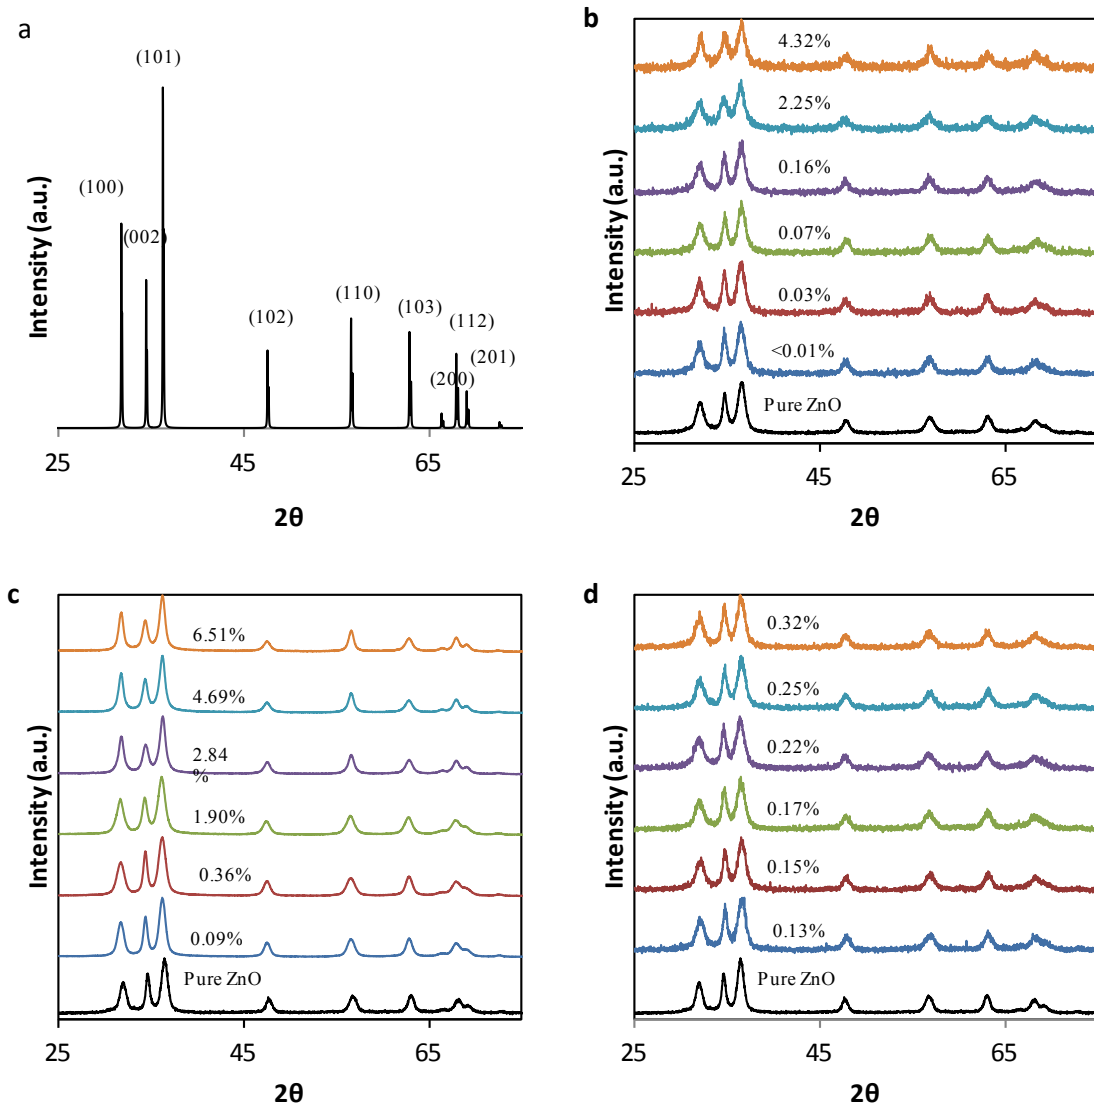 a
(101)
(100)
(002)
(102)
(110)
(103)
(112)
(201)
(200)
Intensity (a.u.)
25
45
65
2θ
b
4.32%
2.25%
0.16%
0.07%
0.03%
<0.01%
Pure ZnO
Intensity (a.u.)
25
45
65
2θ
c
6.51%
4.69%
2.84
%
1.90%
0.36%
0.09%
Pure ZnO
Intensity (a.u.)
25
45
65
2θ
d
0.32%
0.25%
0.22%
0.17%
0.15%
0.13%
Pure ZnO
Intensity (a.u.)
25
45
65
2θ